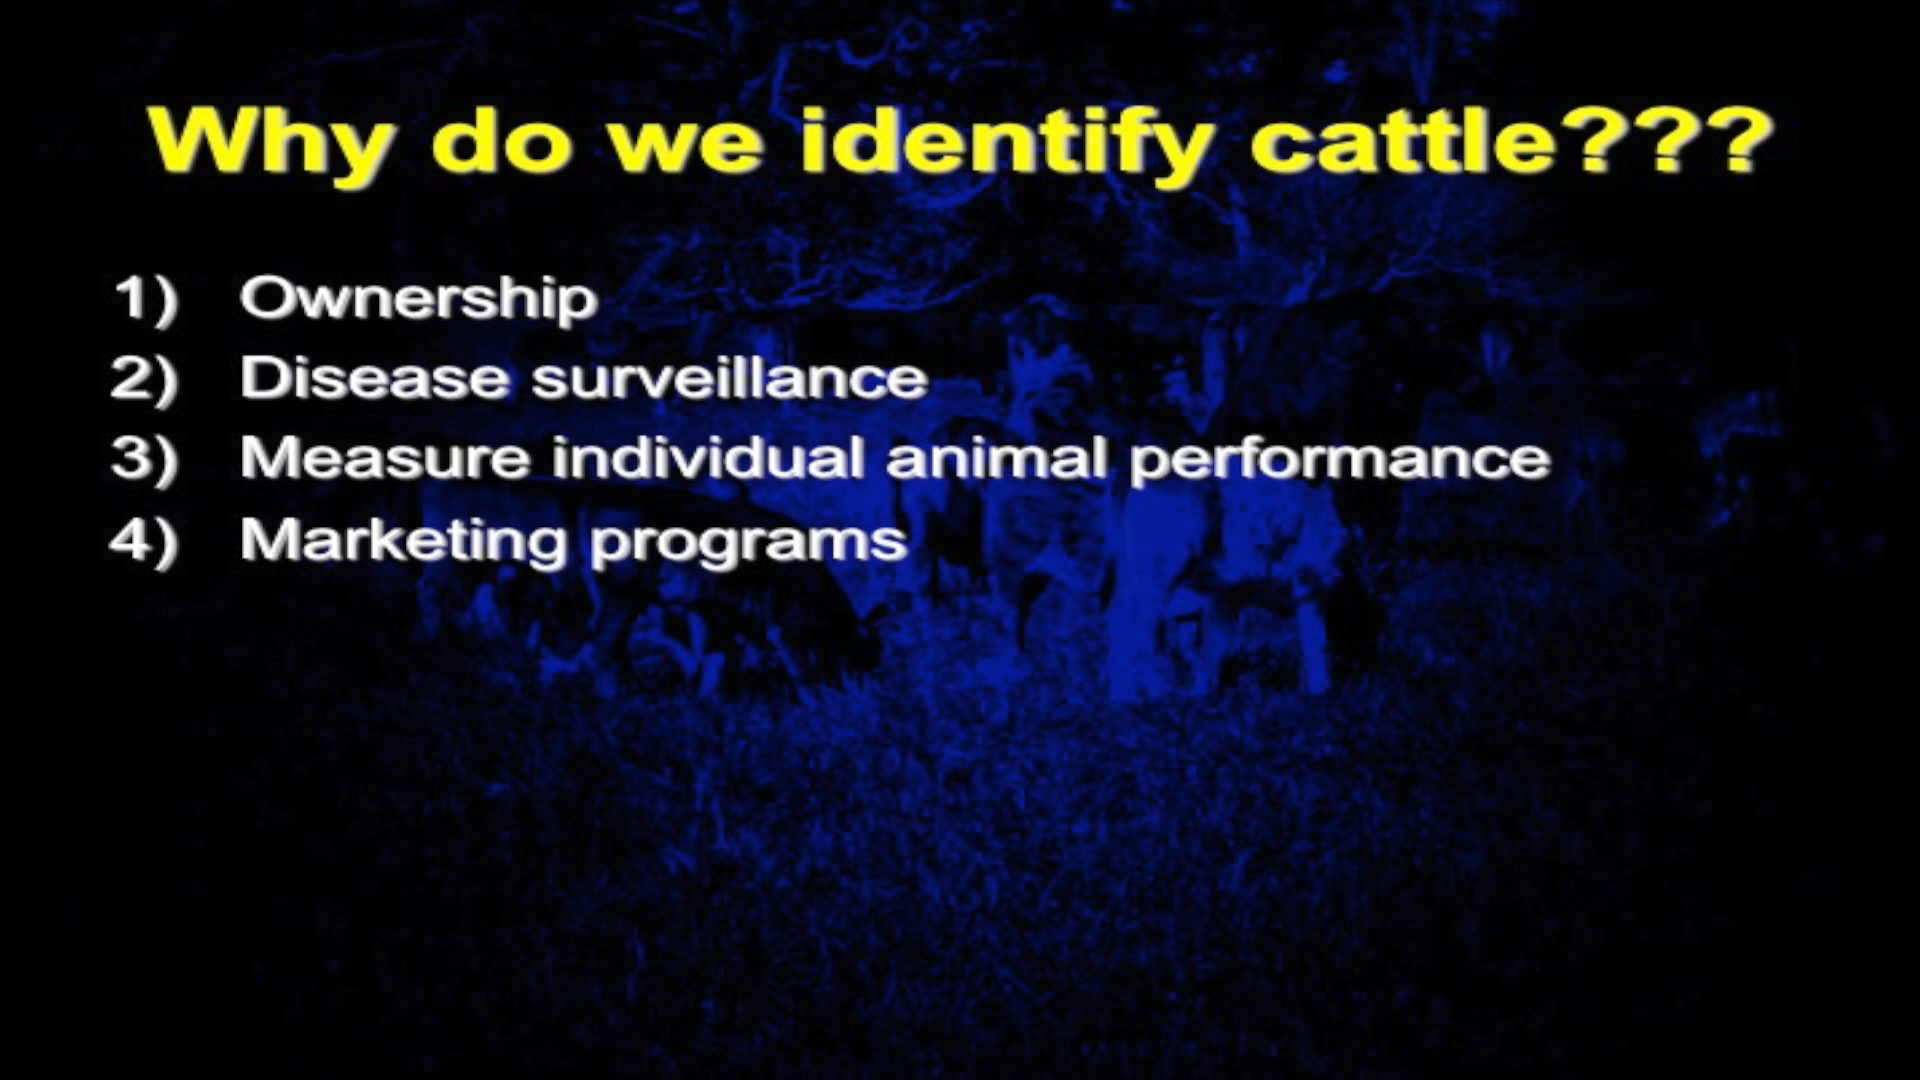 Why do we identify cattle???
1) Ownership
2) Disease surveillance
3) Measure individual animal performance
4) Marketing programs